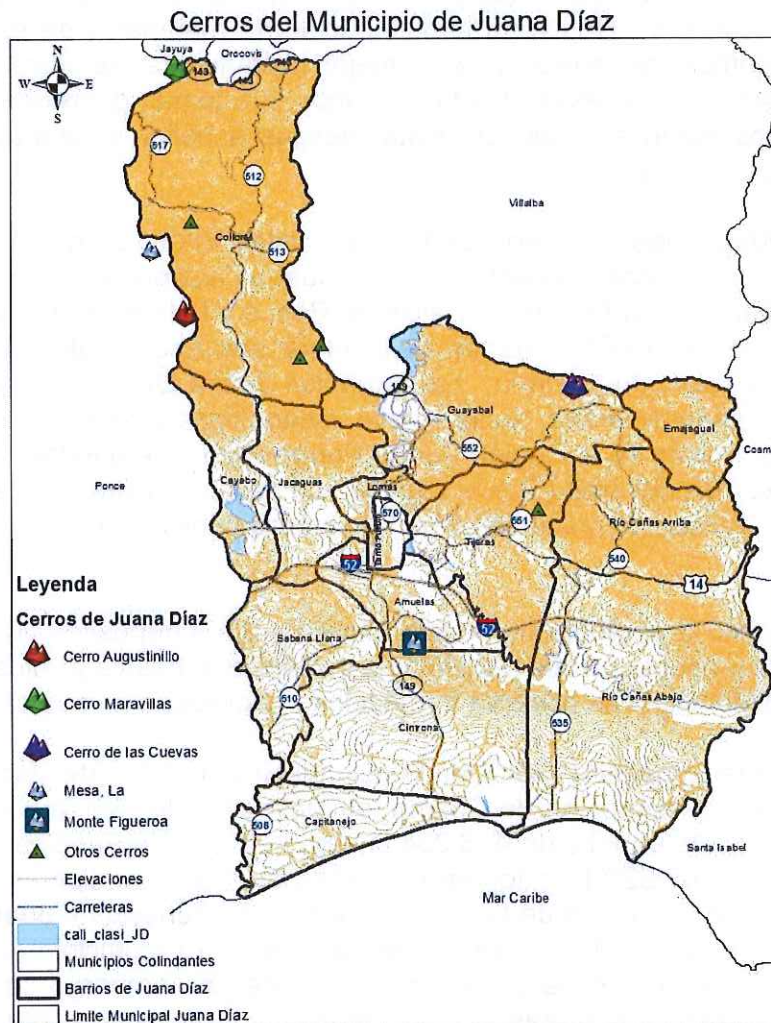 Cerros del Municipio de Juana Díaz
Jayuya
Orocovis
N
W
E
S
143
143
143
517
512
Villalba
Collores
513
149
Guayabal
Emajagual
552
Coamo
Ponce
Cayabo
Jacaguas
Lomas
570
551
Tijeras
Río Cañas Arriba
540
14
52
Amuelas
52
Sabana Llana
149
510
Cintrona
Río Cañas Abajo
535
508
Capitanejo
Santa Isabel
Mar Caribe
Leyenda
Cerros de Juana Díaz
Cerro Augustinillo
Cerro Maravillas
Cerro de las Cuevas
Mesa, La
Monte Figueroa
Otros Cerros
Elevaciones
Carreteras
cali_clasi_JD
Municipios Colindantes
Barrios de Juana Díaz
Limite Municipal Juana Díaz